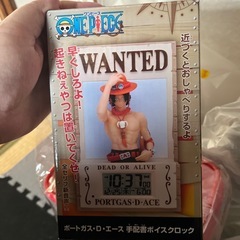 ONE PIECE
近づくとおしゃべりするよ
早くしろよ!
起きねぇやつは置いてくぜ
WANTED
DEAD OR ALIVE
10:37
PORTGAS·D·ACE
ポートガス・D・エース 手配書ボイスクロック